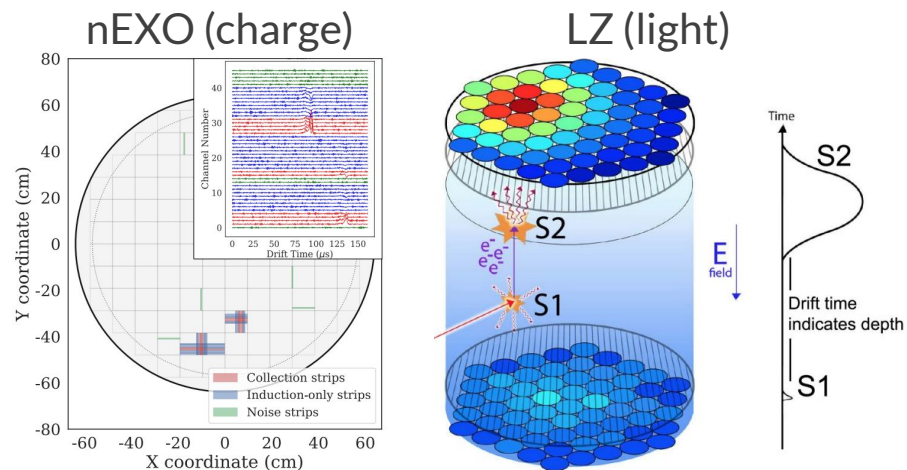 nEXO (charge)
80
60
40
20
0
-20
-40
-60
-80
Y coordinate (cm)
-60 -40 -20 0 20 40 60
X coordinate (cm)
40
30
20
10
0
Channel Number
0 25 50 75 100 125 150
Drift Time (μs)
Collection strips
Induction-only strips
Noise strips
LZ (light)
S2
e-
e- e-
e- e-
S1
E
field
Time
S2
Drift time
indicates depth
S1